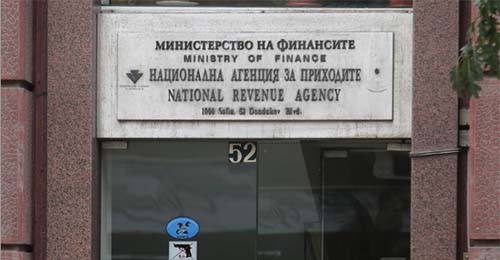 МИНИСТЕРСТВО НА ФИНАНСИТЕ
MINISTRY OF FINANCE
НАЦИОНАЛНА АГЕНЦИЯ ЗА ПРИХОДИТЕ
NATIONAL REVENUE AGENCY
1000 Sofia, 52 Dondukov Blvd.
52